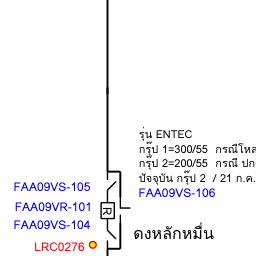 รุ่น ENTEC
กรุ๊ป 1=300/55 กรณีโหล
กรุ๊ป 2=200/55 กรณี ปก
ปัจจุบัน กรุ๊ป 2 / 21 ก.ค.
FAA09VS-106
FAA09VS-105
FAA09VR-101
R
FAA09VS-104
ดงหลักหมื่น
LRC0276